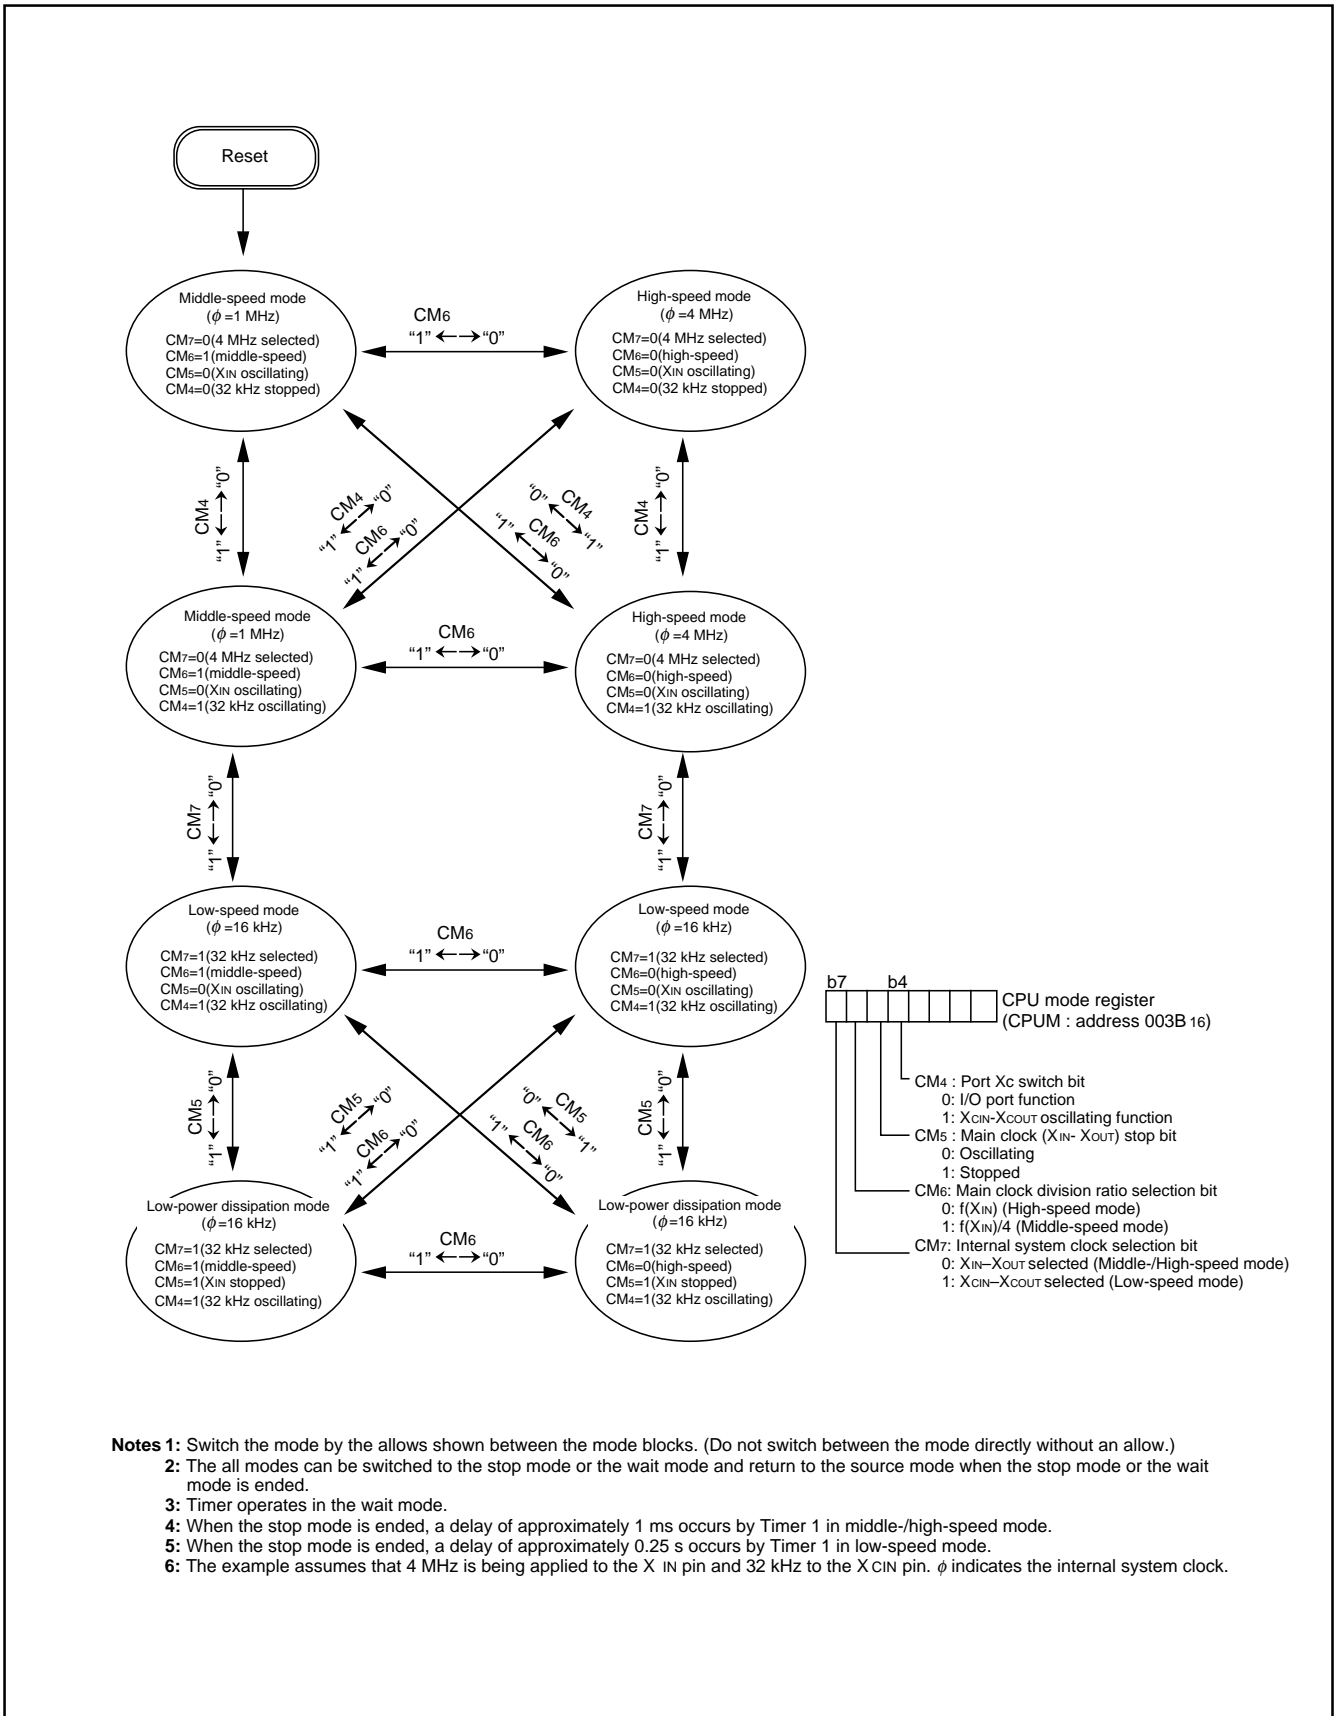 Reset
Middle-speed mode
(ϕ =1 MHz)
CM7=0(4 MHz selected)
CM6=1(middle-speed)
CM5=0(XIN oscillating)
CM4=0(32 kHz stopped)
CM6
“1” ←→ “0”
High-speed mode
(ϕ =4 MHz)
CM7=0(4 MHz selected)
CM6=0(high-speed)
CM5=0(XIN oscillating)
CM4=0(32 kHz stopped)
CM4
“1” ←→ “0”
CM4
“1” ←→ “0”
CM6
“1” ←→ “0”
CM4
“0” ←→ “1”
CM6
“1” ←→ “0”
CM4
“1” ←→ “0”
Middle-speed mode
(ϕ =1 MHz)
CM7=0(4 MHz selected)
CM6=1(middle-speed)
CM5=0(XIN oscillating)
CM4=1(32 kHz oscillating)
CM6
“1” ←→ “0”
High-speed mode
(ϕ =4 MHz)
CM7=0(4 MHz selected)
CM6=0(high-speed)
CM5=0(XIN oscillating)
CM4=1(32 kHz oscillating)
CM7
“1” ←→ “0”
CM7
“1” ←→ “0”
Low-speed mode
(ϕ =16 kHz)
CM7=1(32 kHz selected)
CM6=1(middle-speed)
CM5=0(XIN oscillating)
CM4=1(32 kHz oscillating)
CM6
“1” ←→ “0”
Low-speed mode
(ϕ =16 kHz)
CM7=1(32 kHz selected)
CM6=0(high-speed)
CM5=0(XIN oscillating)
CM4=1(32 kHz oscillating)
CM5
“1” ←→ “0”
CM5
“1” ←→ “0”
CM6
“1” ←→ “0”
CM5
“0” ←→ “1”
CM6
“1” ←→ “0”
CM5
“1” ←→ “0”
Low-power dissipation mode
(ϕ =16 kHz)
CM7=1(32 kHz selected)
CM6=1(middle-speed)
CM5=1(XIN stopped)
CM4=1(32 kHz oscillating)
CM6
“1” ←→ “0”
Low-power dissipation mode
(ϕ =16 kHz)
CM7=1(32 kHz selected)
CM6=0(high-speed)
CM5=1(XIN stopped)
CM4=1(32 kHz oscillating)
b7 b4
CPU mode register
(CPUM : address 003B 16)
CM4 : Port Xc switch bit
0: I/O port function
1: XCIN-XCOUT oscillating function
CM5 : Main clock (XIN- XOUT) stop bit
0: Oscillating
1: Stopped
CM6: Main clock division ratio selection bit
0: f(XIN) (High-speed mode)
1: f(XIN)/4 (Middle-speed mode)
CM7: Internal system clock selection bit
0: XIN–XOUT selected (Middle-/High-speed mode)
1: XCIN–XCOUT selected (Low-speed mode)
Notes 1: Switch the mode by the allows shown between the mode blocks. (Do not switch between the mode directly without an allow.)
2: The all modes can be switched to the stop mode or the wait mode and return to the source mode when the stop mode or the wait
mode is ended.
3: Timer operates in the wait mode.
4: When the stop mode is ended, a delay of approximately 1 ms occurs by Timer 1 in middle-/high-speed mode.
5: When the stop mode is ended, a delay of approximately 0.25 s occurs by Timer 1 in low-speed mode.
6: The example assumes that 4 MHz is being applied to the X IN pin and 32 kHz to the X CIN pin. ϕ indicates the internal system clock.